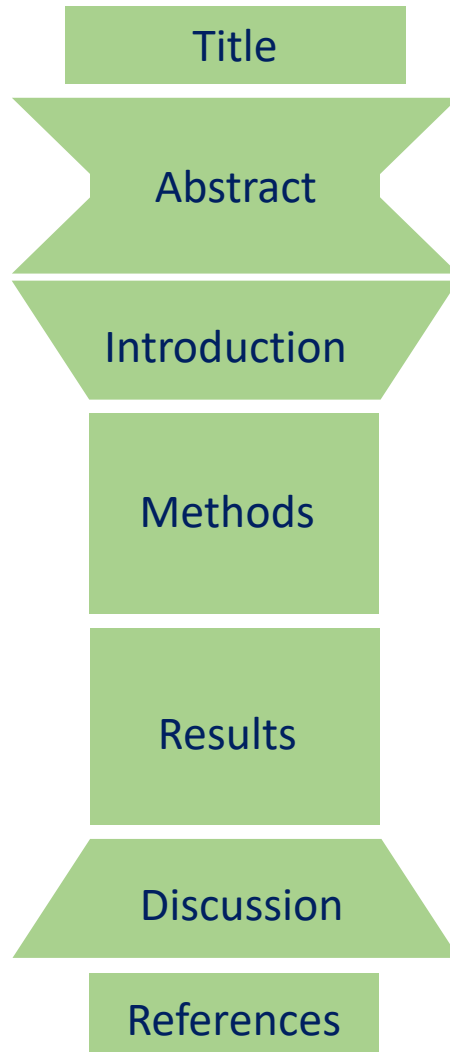 Title
Abstract
Introduction
Methods
Results
Discussion
References